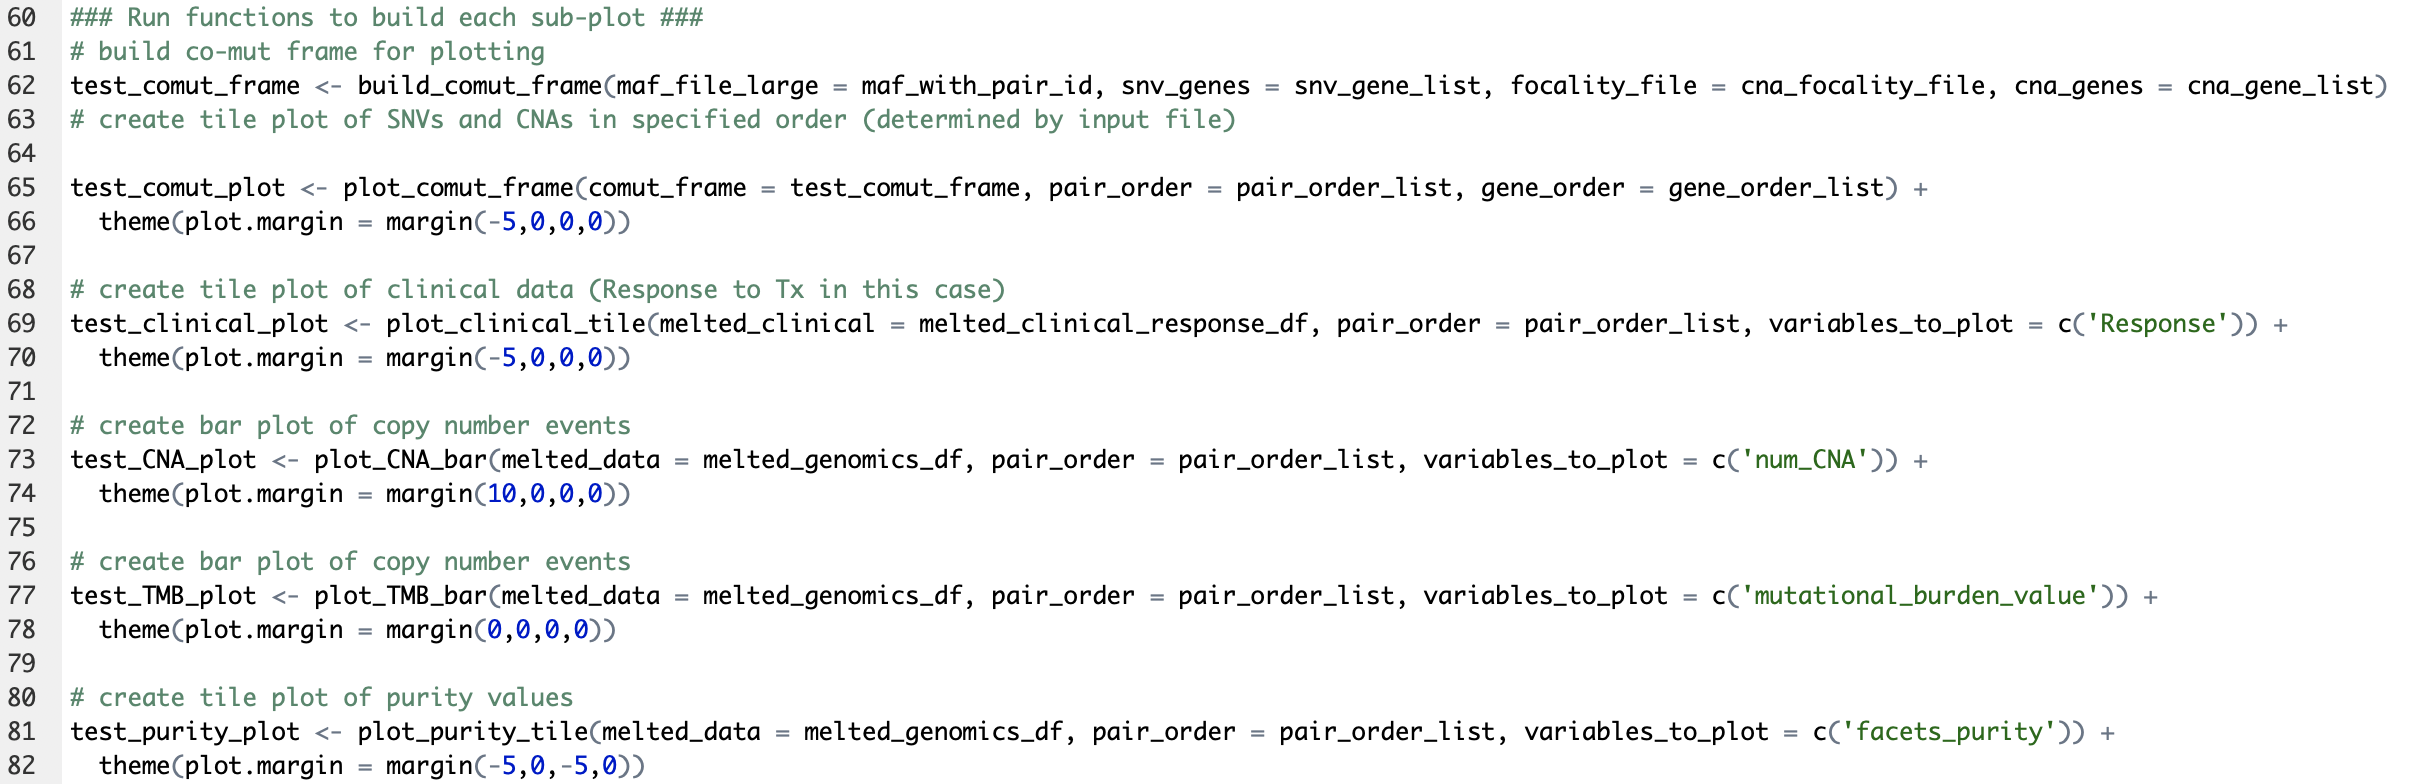 60 ### Run functions to build each sub-plot ###
61 # build co-mut frame for plotting
62 test_comut_frame <- build_comut_frame(maf_file_large = maf_with_pair_id, snv_genes = snv_gene_list, focality_file = cna_focality_file, cna_genes = cna_gene_list)
63 # create tile plot of SNVs and CNAs in specified order (determined by input file)
64
65 test_comut_plot <- plot_comut_frame(comut_frame = test_comut_frame, pair_order = pair_order_list, gene_order = gene_order_list) +
66   theme(plot.margin = margin(-5,0,0,0))
67
68 # create tile plot of clinical data (Response to Tx in this case)
69 test_clinical_plot <- plot_clinical_tile(melted_clinical = melted_clinical_response_df, pair_order = pair_order_list, variables_to_plot = c('Response')) +
70   theme(plot.margin = margin(-5,0,0,0))
71
72 # create bar plot of copy number events
73 test_CNA_plot <- plot_CNA_bar(melted_data = melted_genomics_df, pair_order = pair_order_list, variables_to_plot = c('num_CNA')) +
74   theme(plot.margin = margin(10,0,0,0))
75
76 # create bar plot of copy number events
77 test_TMB_plot <- plot_TMB_bar(melted_data = melted_genomics_df, pair_order = pair_order_list, variables_to_plot = c('mutational_burden_value')) +
78   theme(plot.margin = margin(0,0,0,0))
79
80 # create tile plot of purity values
81 test_purity_plot <- plot_purity_tile(melted_data = melted_genomics_df, pair_order = pair_order_list, variables_to_plot = c('facets_purity')) +
82   theme(plot.margin = margin(-5,0,-5,0))